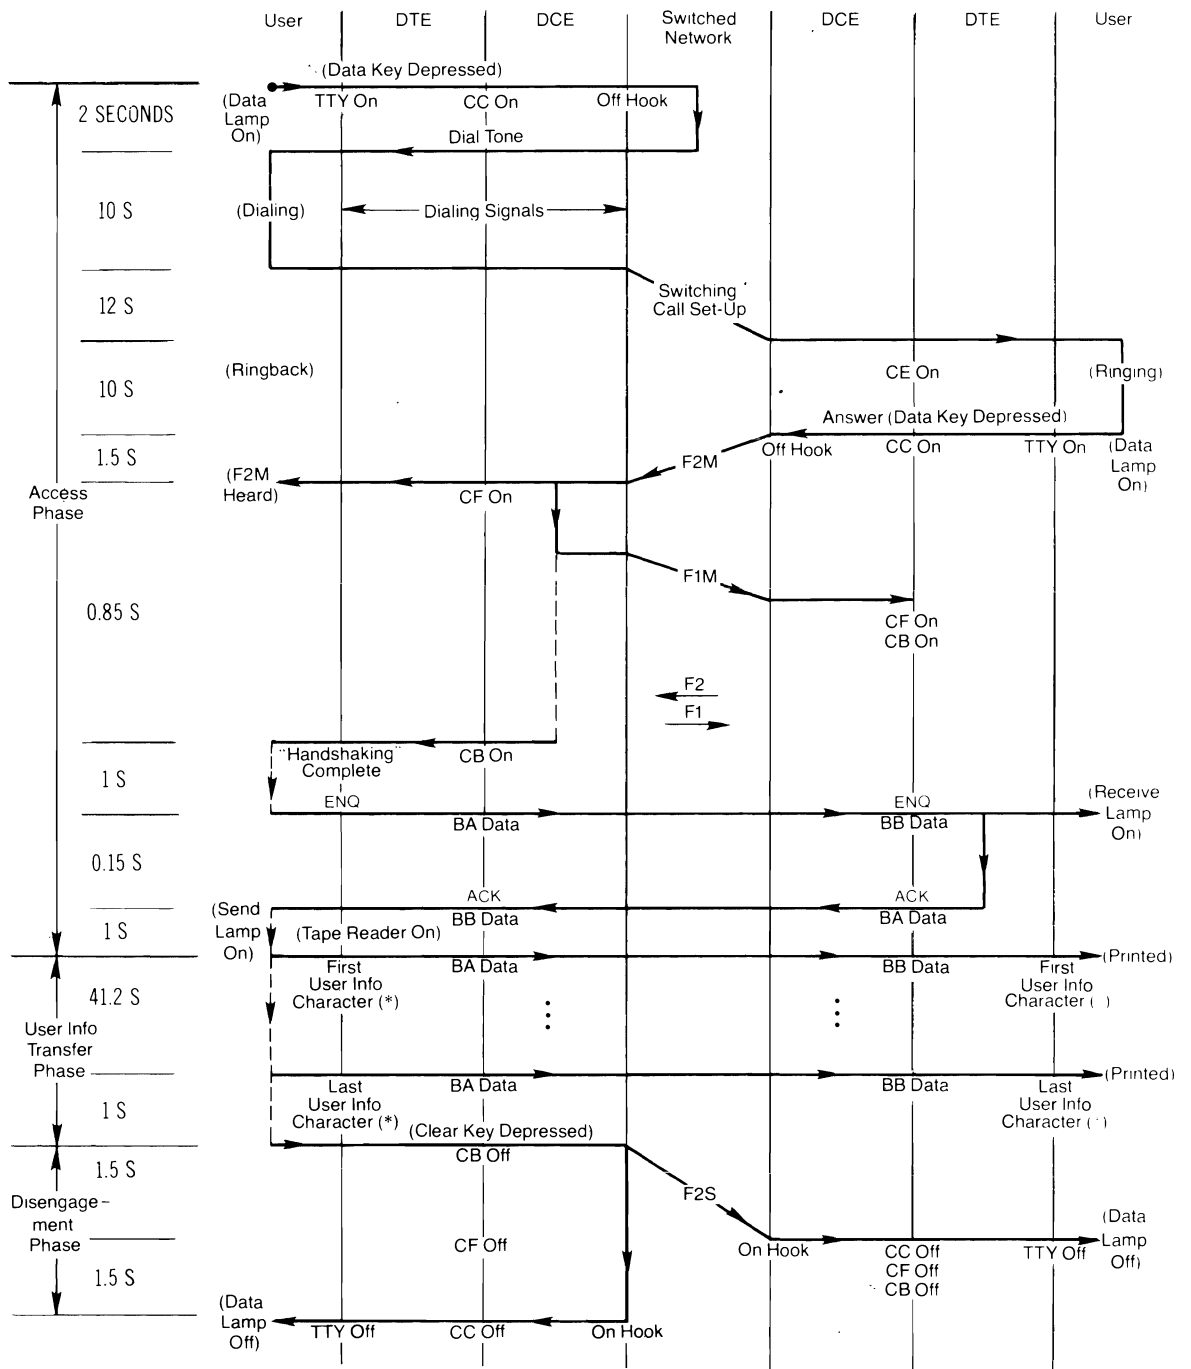 User DTE DCE Switched Network DCE DTE User
(Data Key Depressed)
2 SECONDS
(Data Lamp On)
TTY On CC On Off Hook
Dial Tone
10 S
(Dialing)
Dialing Signals
12 S
Switching Call Set-Up
10 S
(Ringback)
CE On
(Ringing)
Answer (Data Key Depressed)
1.5 S
F2M
Off Hook CC On TTY On
(Data Lamp On)
(F2M Heard)
CF On
Access Phase
F1M
0.85 S
CF On
CB On
F2
F1
"Handshaking" Complete
CB On
1 S
ENQ
BA Data
ENQ
BB Data
(Receive Lamp On)
0.15 S
ACK
BB Data
ACK
BA Data
(Send Lamp On)
1 S
(Tape Reader On)
First User Info Character (*)
BA Data
BB Data
First User Info Character ( )
(Printed)
41.2 S
User Info Transfer Phase
Last User Info Character (*)
BA Data
BB Data
Last User Info Character (*)
(Printed)
1 S
(Clear Key Depressed)
CB Off
1.5 S
F2S
Disengage-
ment
Phase
CF Off
On Hook
CC Off
CF Off
CB Off
TTY Off
(Data Lamp Off)
1.5 S
(Data Lamp Off)
TTY Off CC Off On Hook